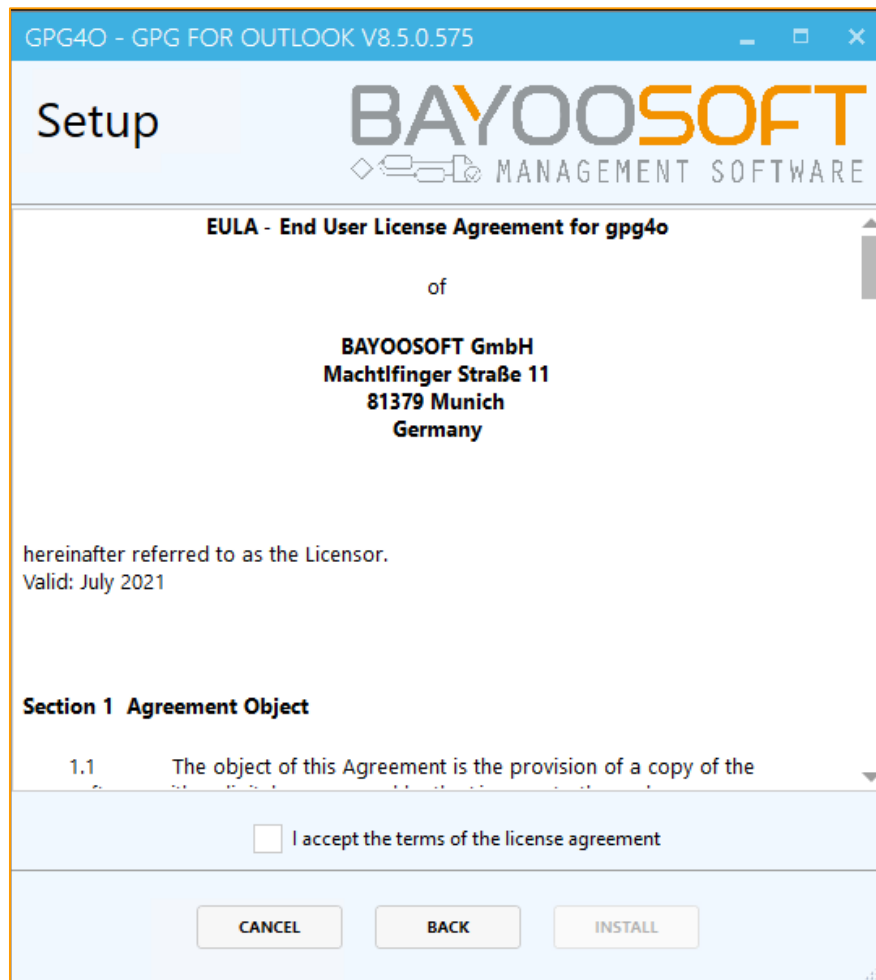 GPG4O - GPG FOR OUTLOOK V8.5.0.575
Setup
BAYOOSOFT
MANAGEMENT SOFTWARE
EULA - End User License Agreement for gpg4o
of
BAYOOSOFT GmbH
Machtlfinger Straße 11
81379 Munich
Germany
hereinafter referred to as the Licensor.
Valid: July 2021
Section 1 Agreement Object
1.1 The object of this Agreement is the provision of a copy of the
I accept the terms of the license agreement
CANCEL
BACK
INSTALL